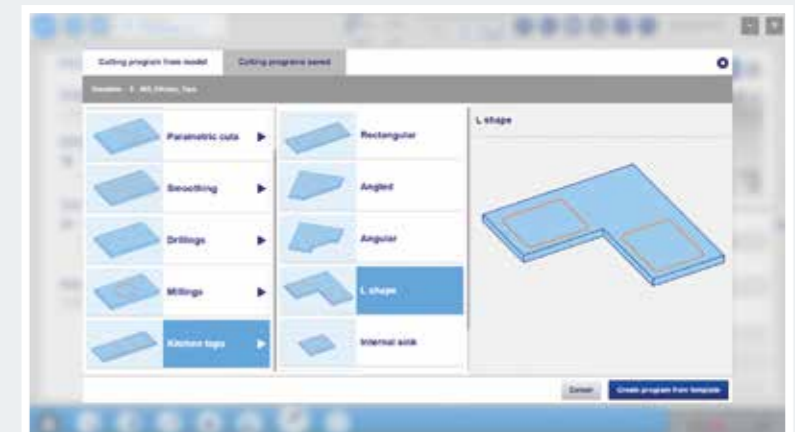 Cutting program from model
Cutting programs saved
Parametric cuts
Smoothing
Drillings
Millings
Kitchen tops
Rectangular
Angled
Angular
L shape
Internal sink
L shape
Cancel
Create program from template